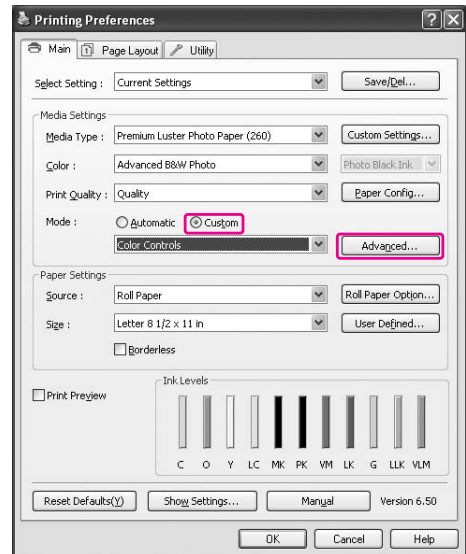 Printing Preferences
Main Page Layout Utility
Select Setting : Current Settings Save/Del...
Media Settings
Media Type : Premium Luster Photo Paper (260) Custom Settings...
Color : Advanced B&W Photo Photo Black Ink
Print Quality : Quality Paper Config...
Mode : Automatic Custom
Color Controls Advanced...
Paper Settings
Source : Roll Paper Roll Paper Option...
Size : Letter 8 1/2 x 11 in User Defined...
Borderless
Print Preview
Ink Levels
C O Y LC MK PK VM LK G LLK VLM
Reset Defaults(Y) Show Settings... Manual Version 6.50
OK Cancel Help